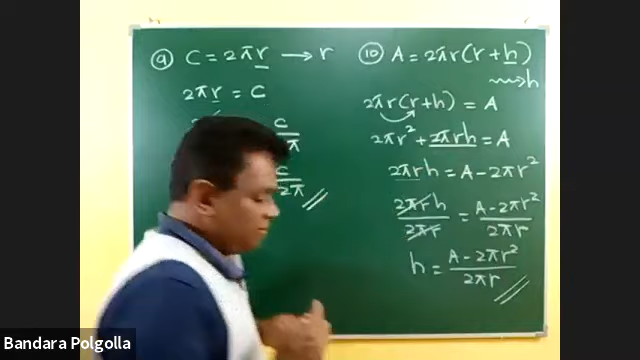 ⑨ C = 2πr → r
2πr = C
C
π
C
2π
⑩ A = 2πr(r + h)
→ h
2πr(r+h) = A
2πr² + 2πrh = A
2πrh = A - 2πr²
2πrh / 2πr = A - 2πr² / 2πr
h = A - 2πr² / 2πr
Bandara Polgolla